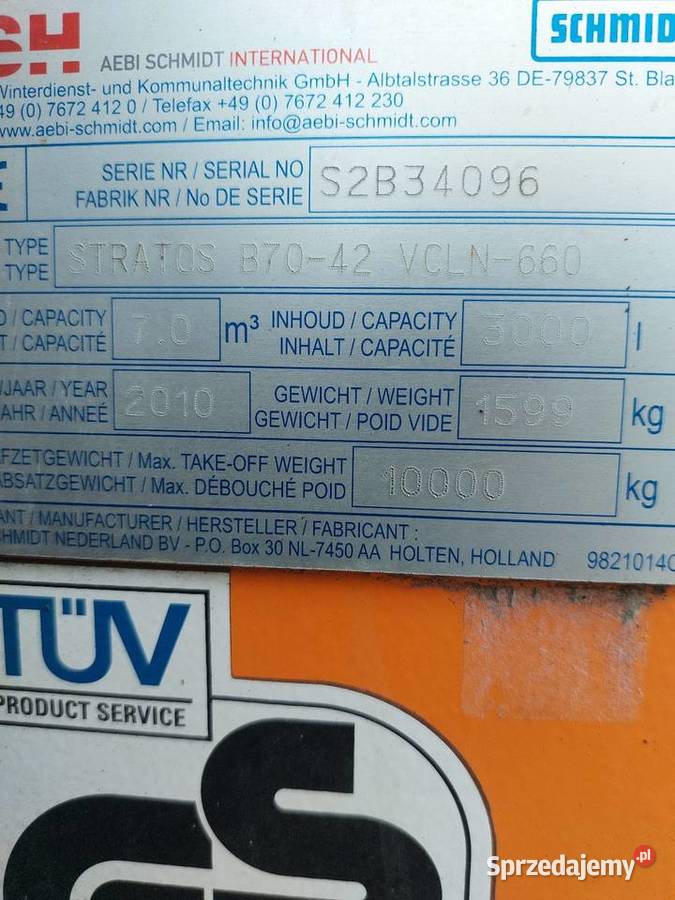 SH
AEBI SCHMIDT INTERNATIONAL
SCHMID
Winterdienst- und Kommunaltechnik GmbH - Albtalstrasse 36 DE-79837 St. Bla
49 (0) 7672 412 0 / Telefax +49 (0) 7672 412 230
www.aebi-schmidt.com / Email: info@aebi-schmidt.com
SERIE NR / SERIAL NO
FABRIK NR / No DE SERIE
S2B34096
TYPE
TYPE
STRATOS B70-42 VCLN-660
D / CAPACITY
T / CAPACITÉ
7.0 m³
INHOUD / CAPACITY
INHALT / CAPACITÉ
3000 l
/JAAR / YEAR
AHR / ANNEÉ
2010
GEWICHT / WEIGHT
GEWICHT / POID VIDE
1599 kg
FZETGEWICHT / Max. TAKE-OFF WEIGHT
ABSATZGEWICHT / Max. DÉBOUCHÉ POID
10000 kg
ANT / MANUFACTURER / HERSTELLER / FABRICANT :
CHMIDT NEDERLAND BV - P.O. Box 30 NL-7450 AA HOLTEN, HOLLAND 98210140
TÜV
PRODUCT SERVICE
GS
Sprzedajemy.pl